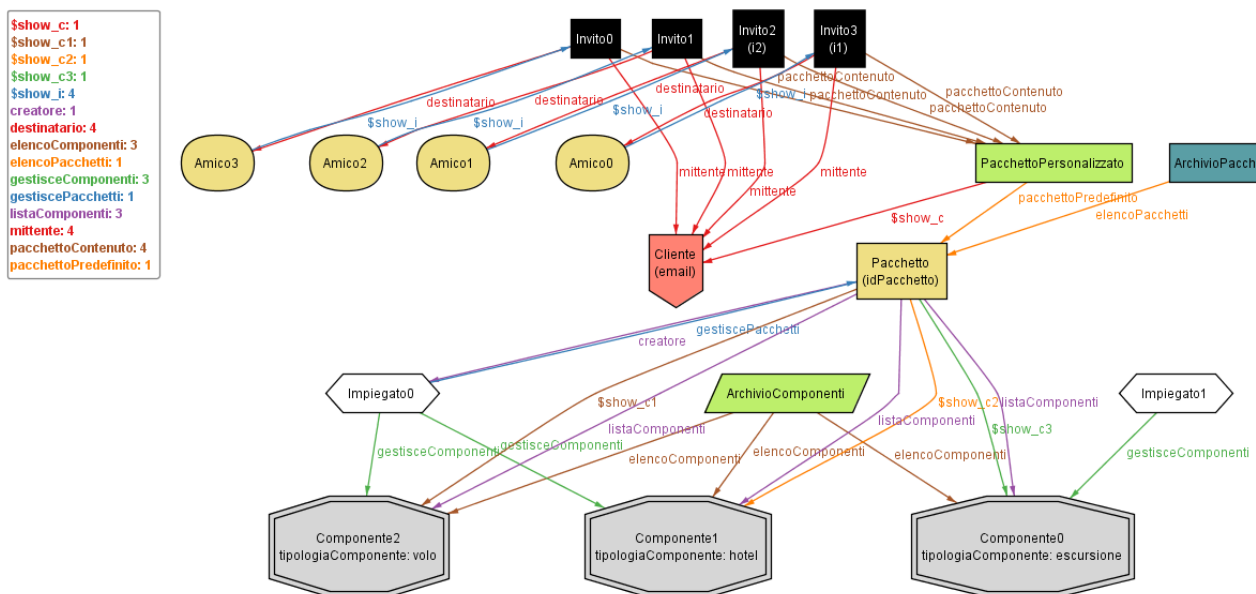 $show_c: 1
$show_c1: 1
$show_c2: 1
$show_c3: 1
$show_i: 4
creatore: 1
destinatario: 4
elencoComponenti: 3
elencoPacchetti: 1
gestisceComponenti: 3
gestiscePacchetti: 1
listaComponenti: 3
mittente: 4
pacchettoContenuto: 4
pacchettoPredefinito: 1
Invito0
Invito1
Invito2
(i2)
Invito3
(i1)
pacchettoContenuto
$show_i
pacchettoContenuto
pacchettoContenuto
pacchettoContenuto
destinatario
destinatario
destinatario
destinatario
$show_i
$show_i
$show_i
Amico3
Amico2
Amico1
Amico0
mittente
mittente
mittente
mittente
PacchettoPersonalizzato
ArchivioPacch
$show_c
pacchettoPredefinito
elencoPacchetti
Cliente
(email)
Pacchetto
(idPacchetto)
gestiscePacchetti
creatore
Impiegato0
ArchivioComponenti
Impiegato1
$show_c1
listaComponenti
$show_c2
listaComponenti
listaComponenti
$show_c3
gestisceComponenti
gestisceComponenti
elencoComponenti
elencoComponenti
elencoComponenti
gestisceComponenti
Componente2
tipologiaComponente: volo
Componente1
tipologiaComponente: hotel
Componente0
tipologiaComponente: escursione